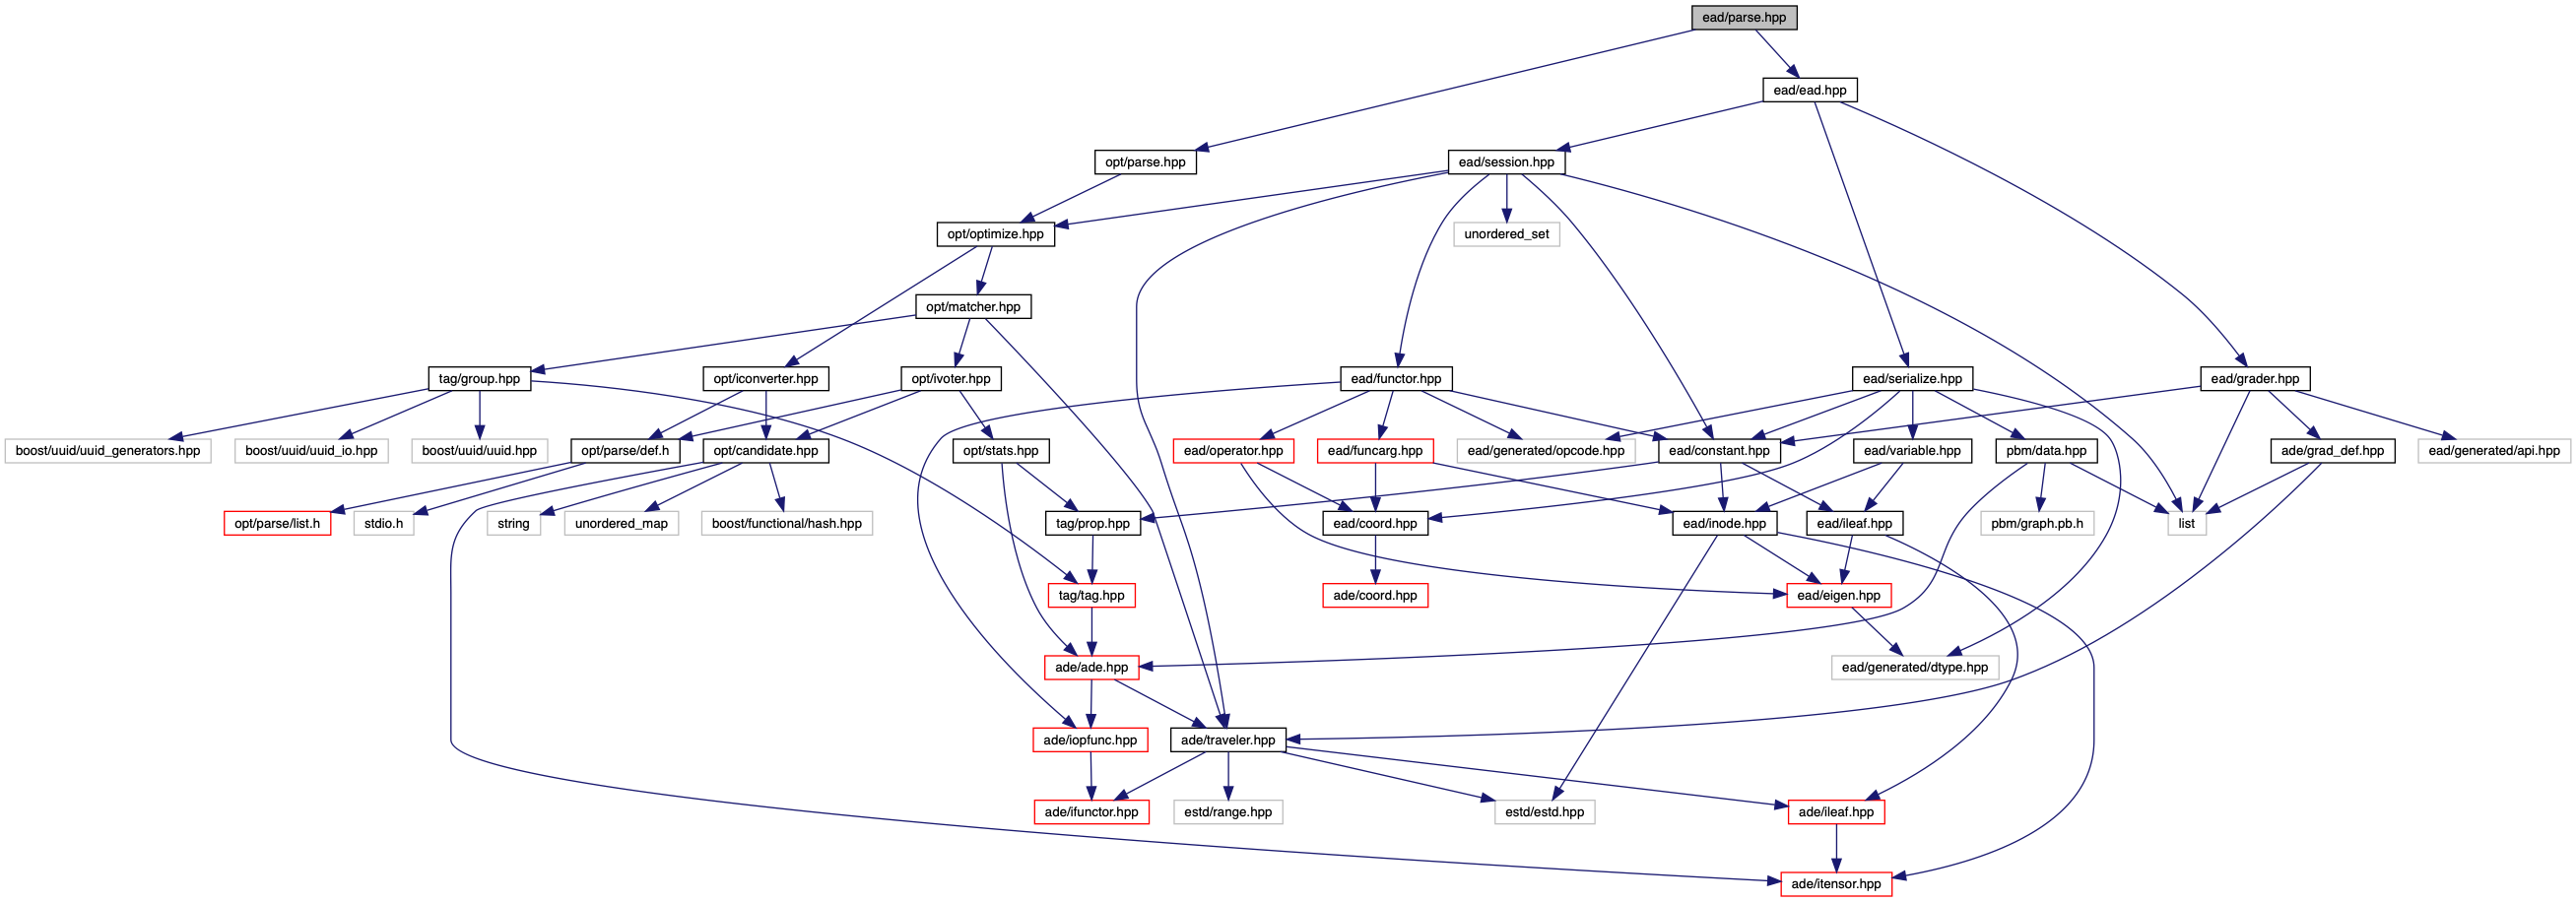 ead/parse.hpp
ead/ead.hpp
opt/parse.hpp
ead/session.hpp
opt/optimize.hpp
unordered_set
opt/matcher.hpp
tag/group.hpp
opt/iconverter.hpp
opt/ivoter.hpp
ead/functor.hpp
ead/serialize.hpp
ead/grader.hpp
boost/uuid/uuid_generators.hpp
boost/uuid/uuid_io.hpp
boost/uuid/uuid.hpp
opt/parse/def.h
opt/candidate.hpp
opt/stats.hpp
ead/operator.hpp
ead/funcarg.hpp
ead/generated/opcode.hpp
ead/constant.hpp
ead/variable.hpp
pbm/data.hpp
ade/grad_def.hpp
ead/generated/api.hpp
opt/parse/list.h
stdio.h
string
unordered_map
boost/functional/hash.hpp
tag/prop.hpp
ead/coord.hpp
ead/inode.hpp
ead/ileaf.hpp
pbm/graph.pb.h
list
tag/tag.hpp
ade/coord.hpp
ead/eigen.hpp
ade/ade.hpp
ead/generated/dtype.hpp
ade/iopfunc.hpp
ade/traveler.hpp
ade/ifunctor.hpp
estd/range.hpp
estd/estd.hpp
ade/ileaf.hpp
ade/itensor.hpp